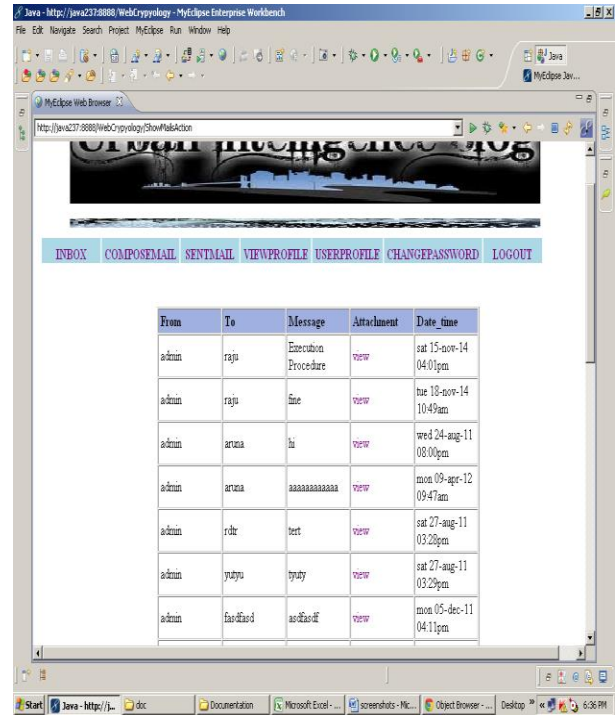 Java - http://java237:8888/WebCrypyology - MyEclipse Enterprise Workbench
File Edit Navigate Search Project MyEclipse Run Window Help
Java
MyEclipse Jav...
MyEclipse Web Browser
http://java237:8888/WebCrypyology/ShowMailsAction
Urban Intelligence Blog
INBOX COMPOSEMAIL SENTMAIL VIEWPROFILE USERPROFILE CHANGEPASSWORD LOGOUT
From To Message Attachment Date_time
admin raju Execution Procedure view sat 15-nov-14 04:01pm
admin raju fine view tue 18-nov-14 10:49am
admin aruna hi view wed 24-aug-11 08:00pm
admin aruna aaaaaaaaaaaa view mon 09-apr-12 09:47am
admin rdtr tert view sat 27-aug-11 03:28pm
admin yutyu tyuty view sat 27-aug-11 03:29pm
admin fasdfasd asdfasdf view mon 05-dec-11 04:11pm
Start Java - http://j... doc Documentation Microsoft Excel - ... screenshots - Mic... Object Browser - ... Desktop 6:36 PM